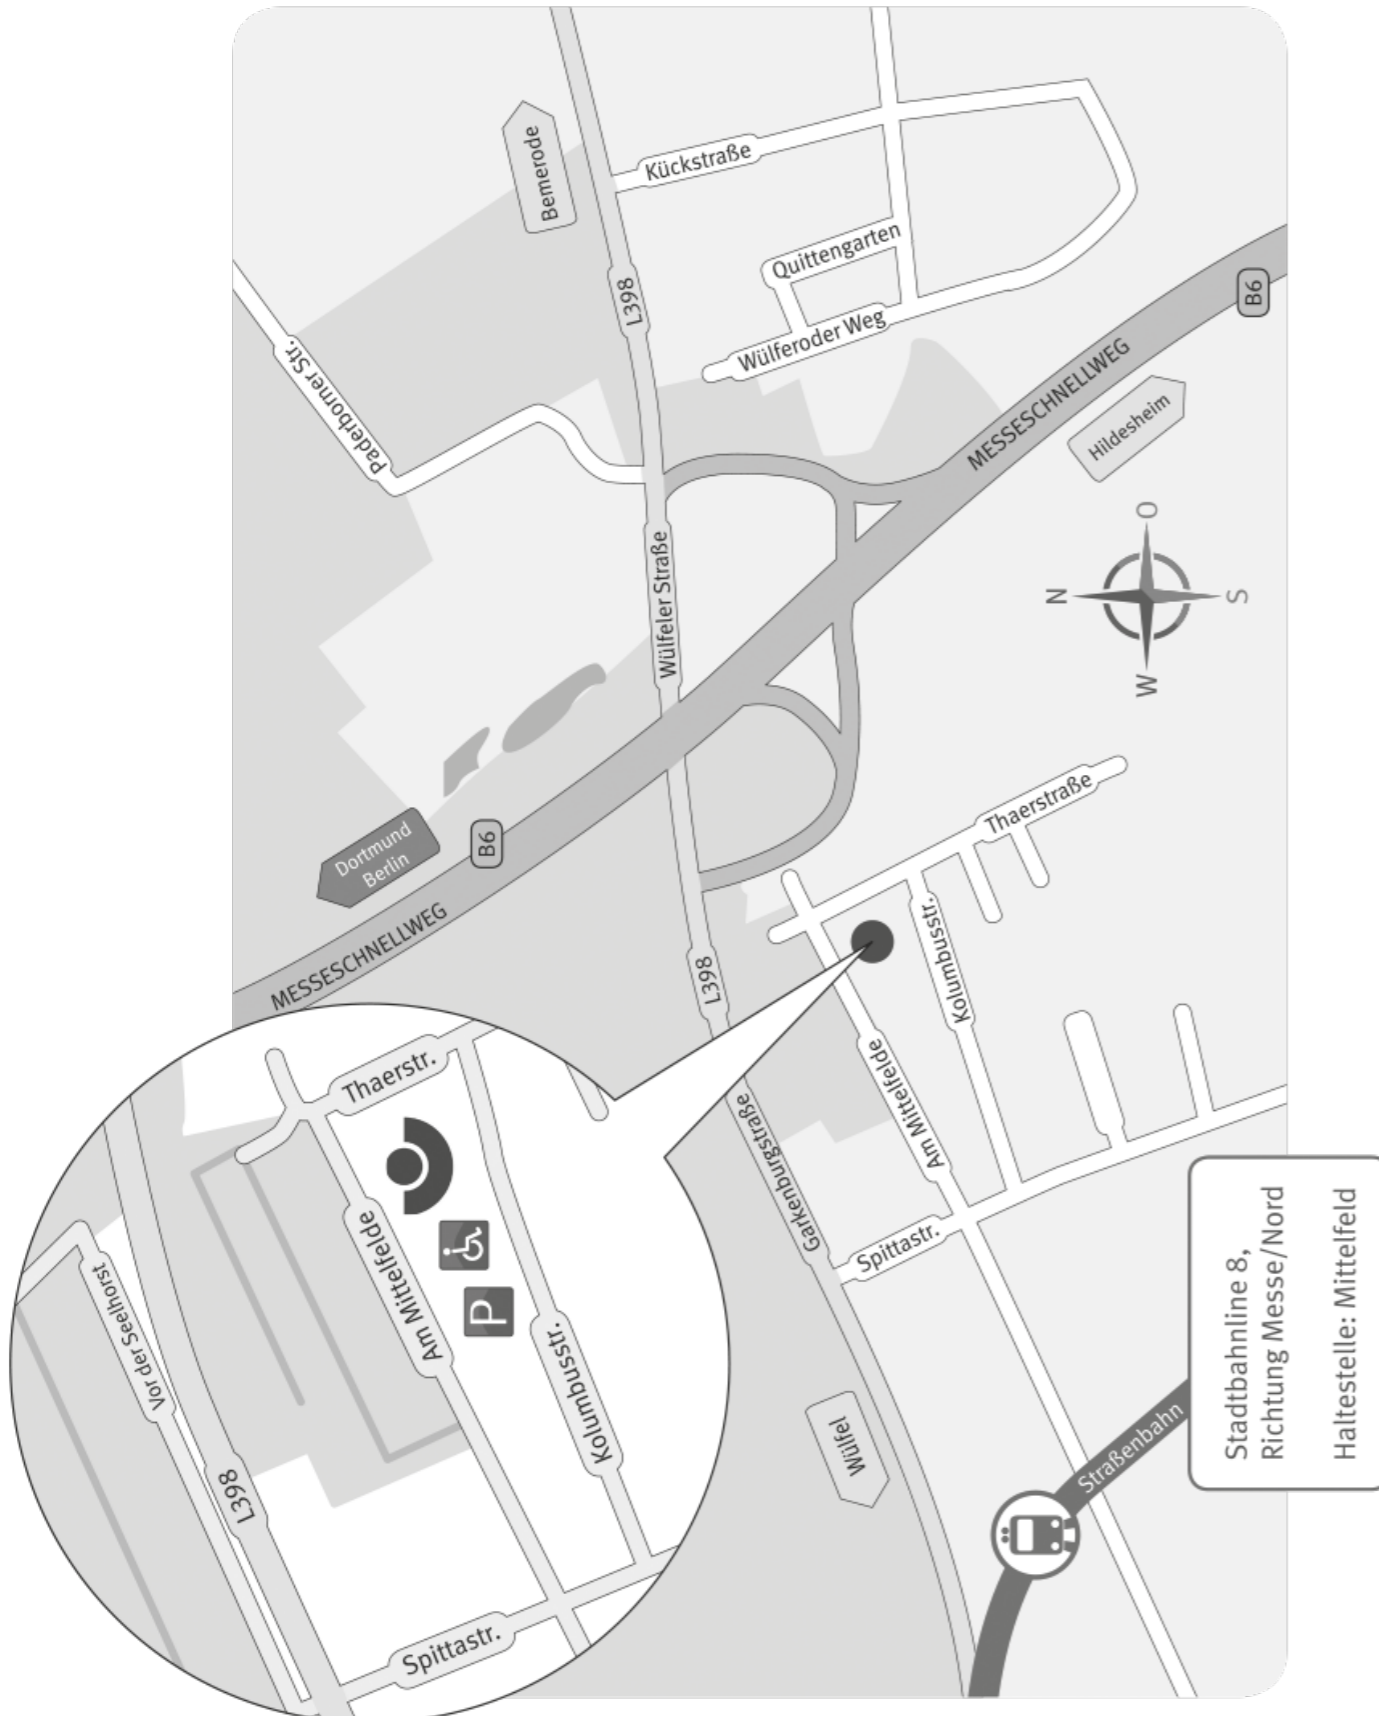 Vor der Seelhorst
L398
Paderborner Str.
MESSESCHNELLWEG
Dortmund
Berlin
Thaerstr.
Am Mittelfelde
Spittastr.
B6
P
Bemerode
Kolumbusstr.
L398
Wülfeler Straße
Kückstraße
L398
Garkenburgstraße
Wülferoder Weg
Quittengarten
Wülfel
Spittastr.
Am Mittelfelde
Kolumbusstr.
Thaerstraße
MESSESCHNELLWEG
N
W
O
S
Hildesheim
Straßenbahn
B6
Stadtbahnline 8,
Richtung Messe/Nord
Haltestelle: Mittelfeld